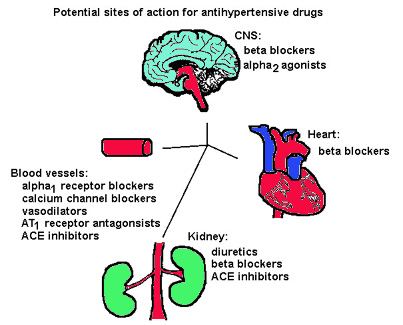 Potential sites of action for antihypertensive drugs
CNS:
beta blockers
alpha2 agonists
Heart:
beta blockers
Blood vessels:
alpha1 receptor blockers
calcium channel blockers
vasodilators
AT1 receptor antagonsists
ACE inhibitors
Kidney:
diuretics
beta blockers
ACE inhibitors